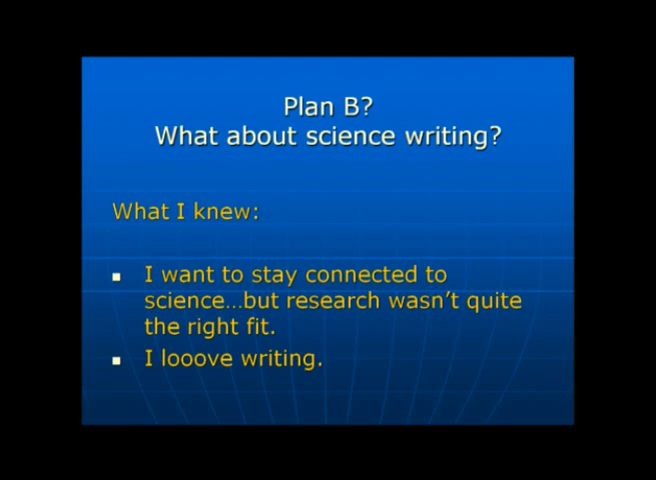 Plan B?
What about science writing?
What I knew:
I want to stay connected to
science...but research wasn't quite
the right fit.
I looove writing.